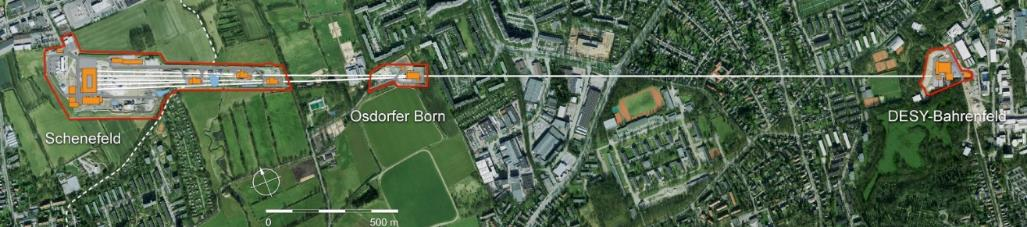 Schenefeld
Osdorfer Born
DESY-Bahrenfeld
0
500 m